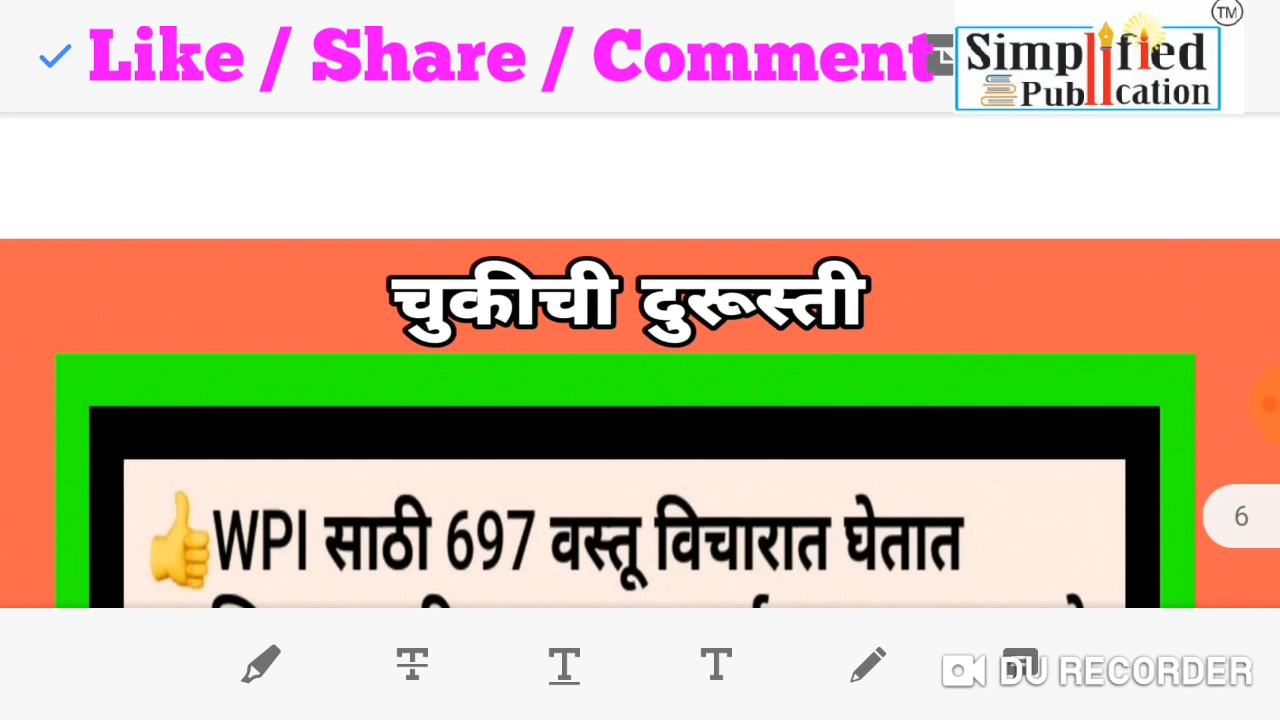 Like / Share / Comment
TM
Simplified
Publication
चुकीची दुरूस्ती
👍WPI साठी 697 वस्तू विचारात घेतात
6
DU RECORDER